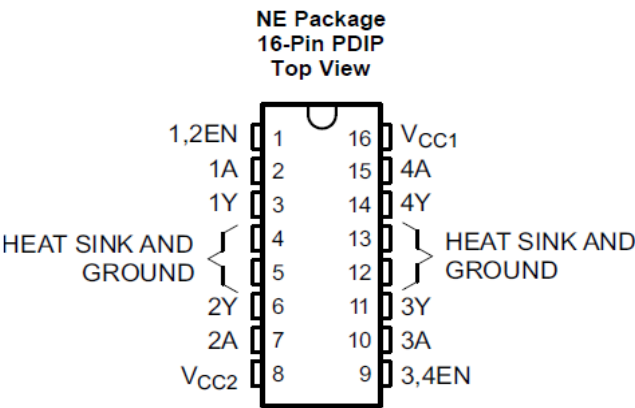 NE Package
16-Pin PDIP
Top View
1,2EN 1 16 VCC1
1A 2 15 4A
1Y 3 14 4Y
HEAT SINK AND GROUND 4 13 HEAT SINK AND GROUND
5 12
2Y 6 11 3Y
2A 7 10 3A
VCC2 8 9 3,4EN